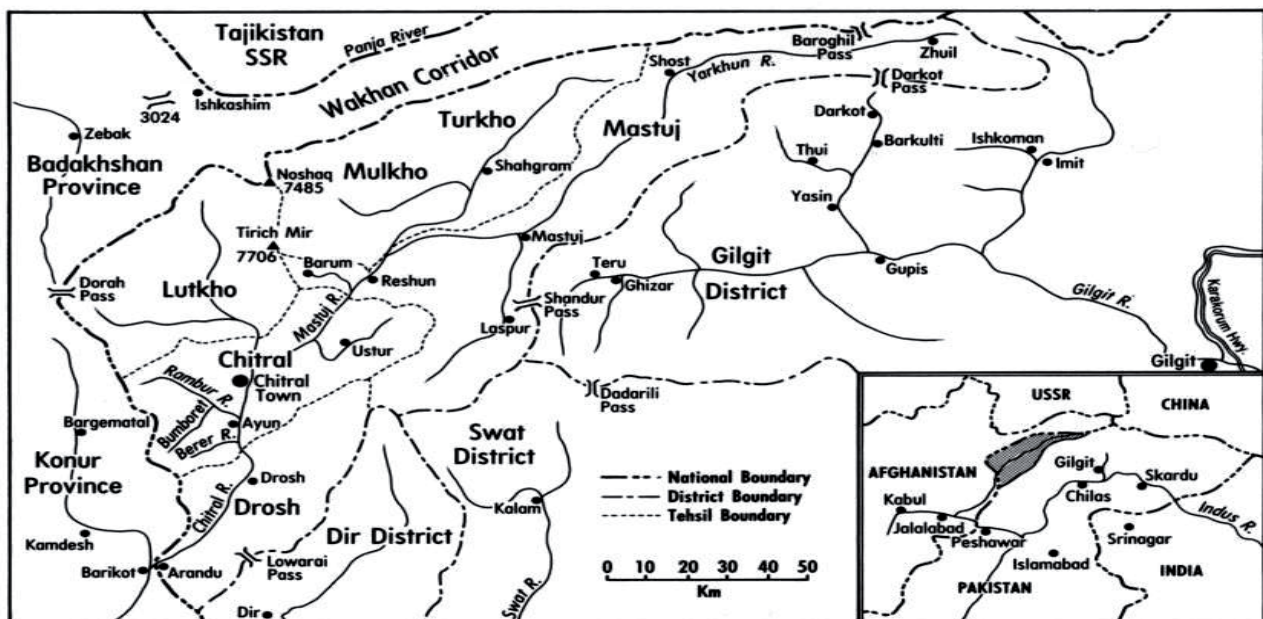 Tajikistan
SSR
Panja River
Wakhan Corridor
Baroghil
Pass
Zhuil
Shost
Yarkhun R.
Darkot
Pass
Ishkashim
3024
Zebak
Badakhshan
Province
Turkho
Mastuj
Darkot
Barkulti
Ishkoman
Imit
Thui
Noshaq
7485
Mulkho
Shahgram
Yasin
Tirich Mir
7706
Barum
Mastuj
Reshun
Teru
Ghizar
Gilgit
District
Gupis
Dorah
Pass
Lutkho
Mastuj R.
Shandur
Pass
Laspur
Gilgit R.
Karakorum Hwy.
Gilgit
Ustur
Chitral
Chitral
Town
Rambur R.
Bumboret
Berer R.
Ayun
Dadarili
Pass
Bargematal
Konur
Province
Swat
District
Drosh
Chitral R.
Drosh
Kalam
Dir District
Kamdesh
Barikot
Arandu
Lowarai
Pass
Dir
Swat R.
National Boundary
District Boundary
Tehsil Boundary
0 10 20 30 40 50
Km
USSR
CHINA
AFGHANISTAN
Gilgit
Skardu
Chilas
Kabul
Jalalabad
Peshawar
Indus R.
Srinagar
Islamabad
PAKISTAN
INDIA